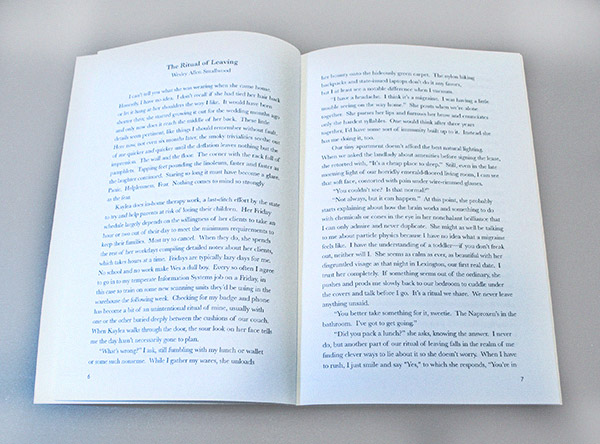 The Ritual of Leaving
Wesley Allen Smallwood
I can't tell you what she was wearing when she came home.
Honestly, I have no idea. I don't recall if she had tied her hair back
or let it hang at her shoulders the way I like. It would have been
shorter then, she started growing it out for the wedding months ago
and only now does it reach the middle of her back. These little
details were pertinent, like things I should remember without fault.
Here now, not even six months later, the smoky trivialities soothe out
of me quicker and quicker until the deflation leaves nothing but the
impression. The wall and the floor. The corner with the rack full of
pamphlets. Tapping feet pounding the linoleum, faster and faster as
the laughter continued. Staring so long it must have become a glare.
Panic. Helplessness. Fear. Nothing comes to mind so strongly
as the fear.
Kaylea does in-home therapy work, a last-ditch effort by the state
to try and help parents at risk of losing their children. Her Friday
schedule largely depends on the willingness of her clients to take an
hour or two out of their day to meet the minimum requirements to
keep their families. Most try to cancel. When they do, she spends
the rest of her workdays compiling detailed notes about her clients,
which takes hours at a time. Fridays are typically lazy days for me.
No school and no work make Wes a dull boy. Every so often I agree
to go in to my temperate Information Systems job on a Friday, in
this case to train on some new scanning units they'd be using in the
warehouse the following week. Checking for my badge and phone
has become a bit of an unintentional ritual of mine, usually with
one or the other buried deeply between the cushions of our couch.
When Kaylea walks through the door, the sour look on her face tells
me the day hasn't necessarily gone to plan.
"What's wrong?" I ask, still fumbling with my lunch or wallet
or some such nonsense. While I gather my wares, she unloads
6
her beauty onto the hideously green carpet. The nylon hiking
backpacks and state-issued laptops don't do it any favors,
but I at least see a notable difference when I vacuum.
"I have a headache. I think it's a migraine. I was having a little
trouble seeing on the way home." She pouts when we're alone
together. She purses her lips and furrows her brow and enunciates
only the hardest syllables. One would think after three years
together, I'd have some sort of immunity built up to it. Instead she
has me doing it, too.
Our tiny apartment doesn't afford the best natural lighting.
When we asked the landlady about amenities before signing the lease,
she retorted with, "It's a cheap place to sleep." Still, even in the late
morning light of our horridly emerald-floored living room, I can see
that soft face, contorted with pain under wire-rimmed glasses.
"You couldn't see? Is that normal?"
"Not always, but it can happen." At this point, she probably
starts explaining about how the brain works and something to do
with chemicals or cones in the eye in her nonchalant brilliance that
I can only admire and never duplicate. She might as well be talking
to me about particle physics because I have no idea what a migraine
feels like. I have the understanding of a toddler—if you don't freak
out, neither will I. She seems as calm as ever, as beautiful with her
disgruntled visage as that night in Lexington, our first real date. I
trust her completely. If something seems out of the ordinary, she
pushes and prods me slowly back to our bedroom to cuddle under
the covers and talk before I go. It's a ritual we share. We never leave
anything unsaid.
"You better take something for it, sweetie. The Naproxen's in the
bathroom. I've got to get going."
"Did you pack a lunch?" she asks, knowing the answer. I never
do, but another part of our ritual of leaving falls in the realm of me
finding clever ways to lie about it so she doesn't worry. When I have
to rush, I just smile and say "Yes," to which she responds, "You're in
7